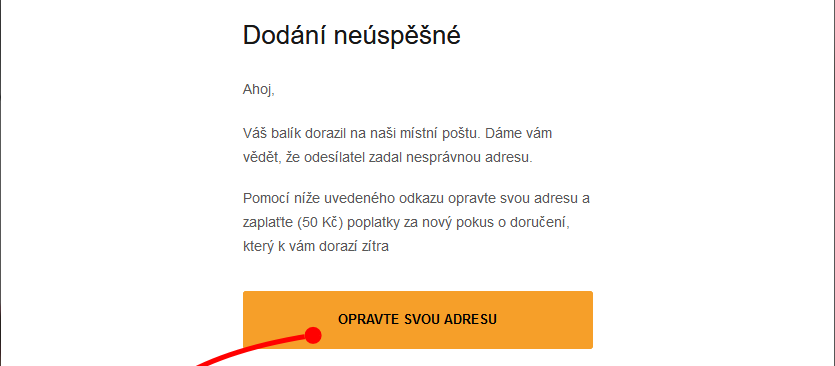 Dodání neúspěšné
Ahoj,
Váš balík dorazil na naši místní poštu. Dáme vám
vědět, že odesílatel zadal nesprávnou adresu.
Pomocí níže uvedeného odkazu opravte svou adresu a
zaplaťte (50 Kč) poplatky za nový pokus o doručení,
který k vám dorazí zítra
OPRAVTE SVOU ADRESU